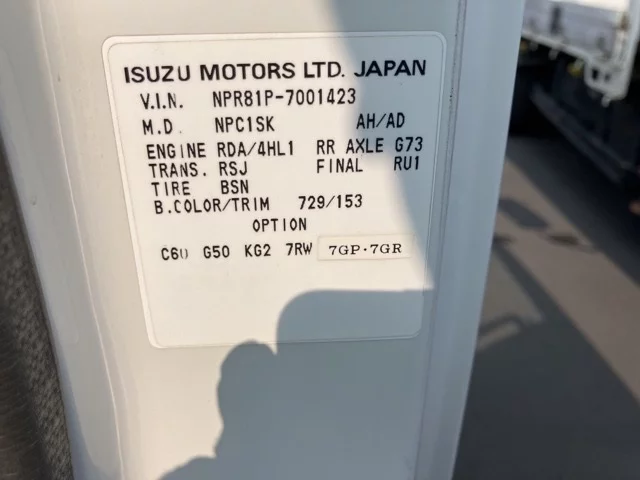 ISUZU MOTORS LTD. JAPAN
V.I.N. NPR81P-7001423
M.D. NPC1SK AH/AD
ENGINE RDA/4HL1 RR AXLE G73
TRANS. RSJ FINAL RU1
TIRE BSN
B.COLOR/TRIM 729/153
OPTION
C60 G50 KG2 7RW 7GP·7GR